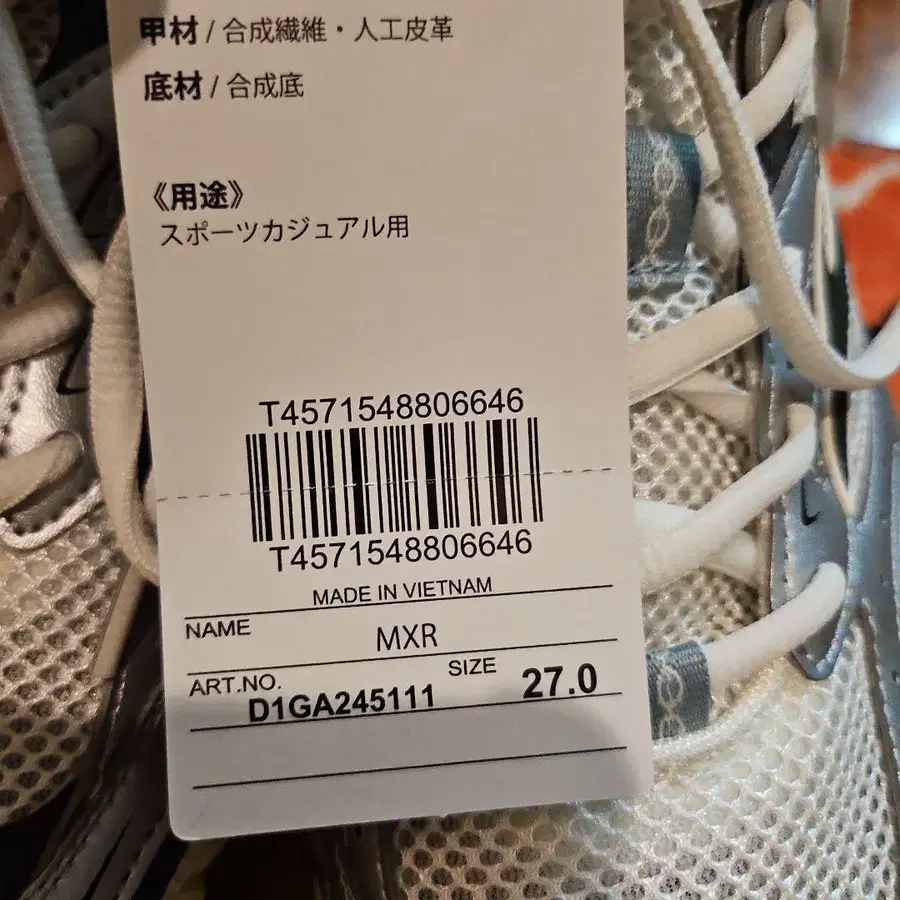 甲材 / 合成繊維・人工皮革
底材 / 合成底
《用途》
スポーツカジュアル用
T4571548806646
T4571548806646
MADE IN VIETNAM
NAME
MXR
ART.NO.
D1GA245111
SIZE
27.0